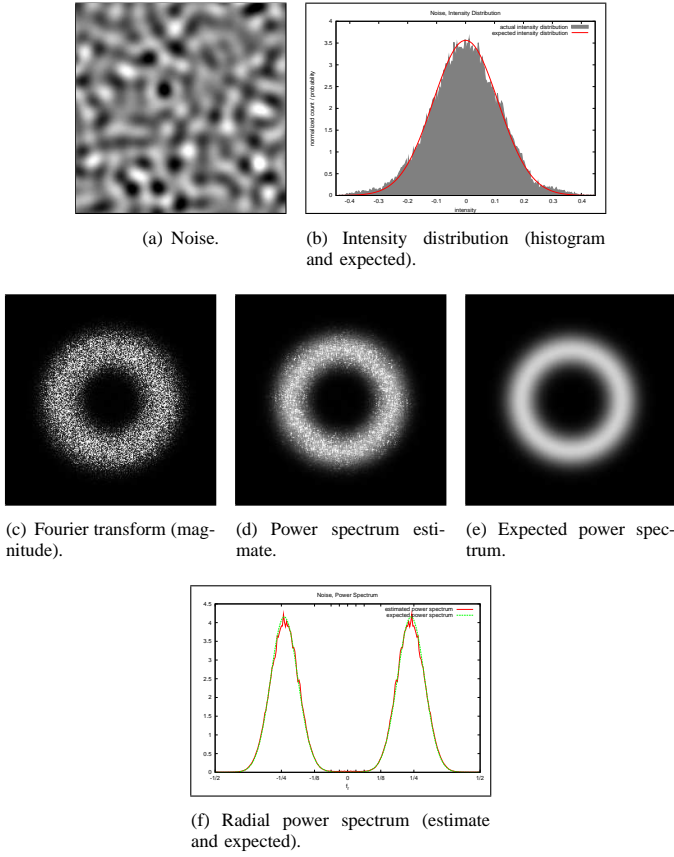 Noise, Intensity Distribution
actual intensity distribution
expected intensity distribution
normalized count / probability
4
3.5
3
2.5
2
1.5
1
0.5
0
-0.4 -0.3 -0.2 -0.1 0 0.1 0.2 0.3 0.4
intensity
(a) Noise.
(b) Intensity distribution (histogram
and expected).
(c) Fourier transform (mag-
nitude).
(d) Power spectrum esti-
mate.
(e) Expected power spec-
trum.
Noise, Power Spectrum
estimated power spectrum
expected power spectrum
4.5
4
3.5
3
2.5
2
1.5
1
0.5
0
-1/2 -1/4 -1/8 0 1/8 1/4 1/2
(f) Radial power spectrum (estimate
and expected).